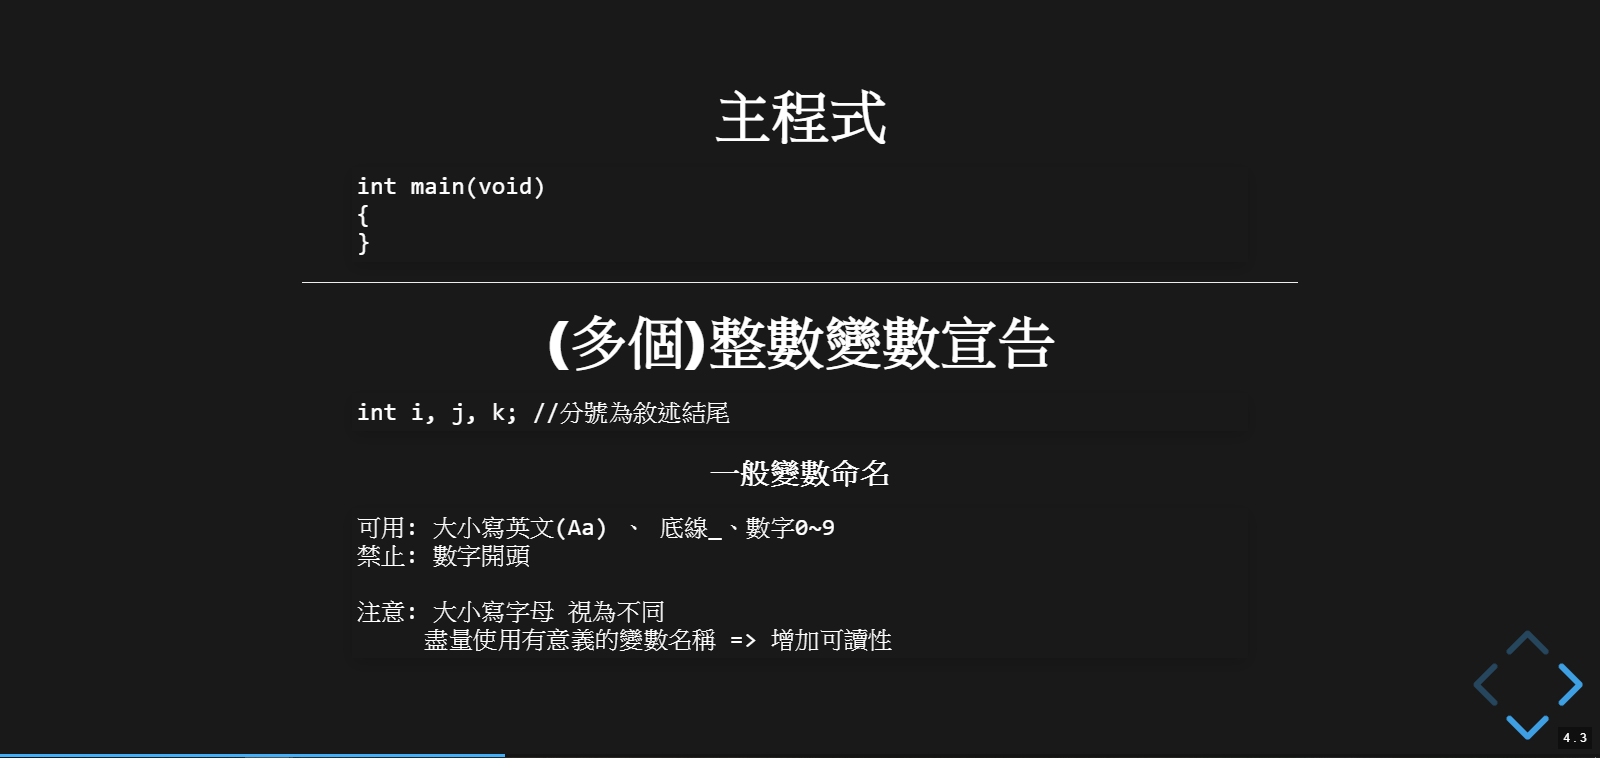 主程式
int main(void)
{
}
(多個)整數變數宣告
int i, j, k; //分號為敘述結尾
一般變數命名
可用: 大小寫英文(Aa) 、 底線_、數字0~9
禁止: 數字開頭
注意: 大小寫字母 視為不同
盡量使用有意義的變數名稱 => 增加可讀性
4.3